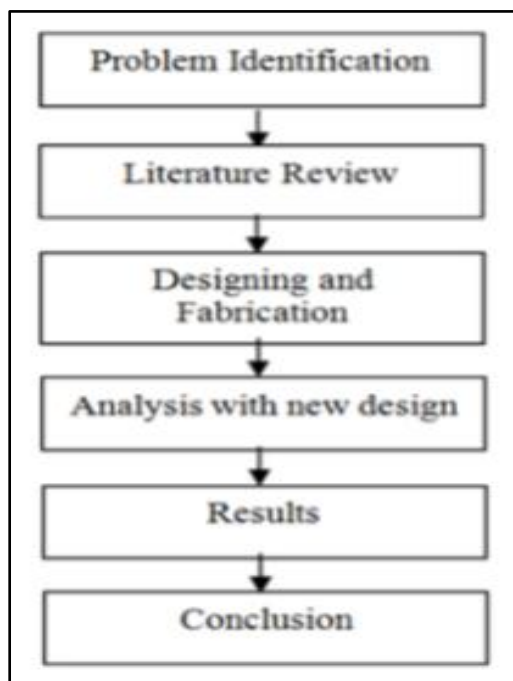 Problem Identification
Literature Review
Designing and
Fabrication
Analysis with new design
Results
Conclusion